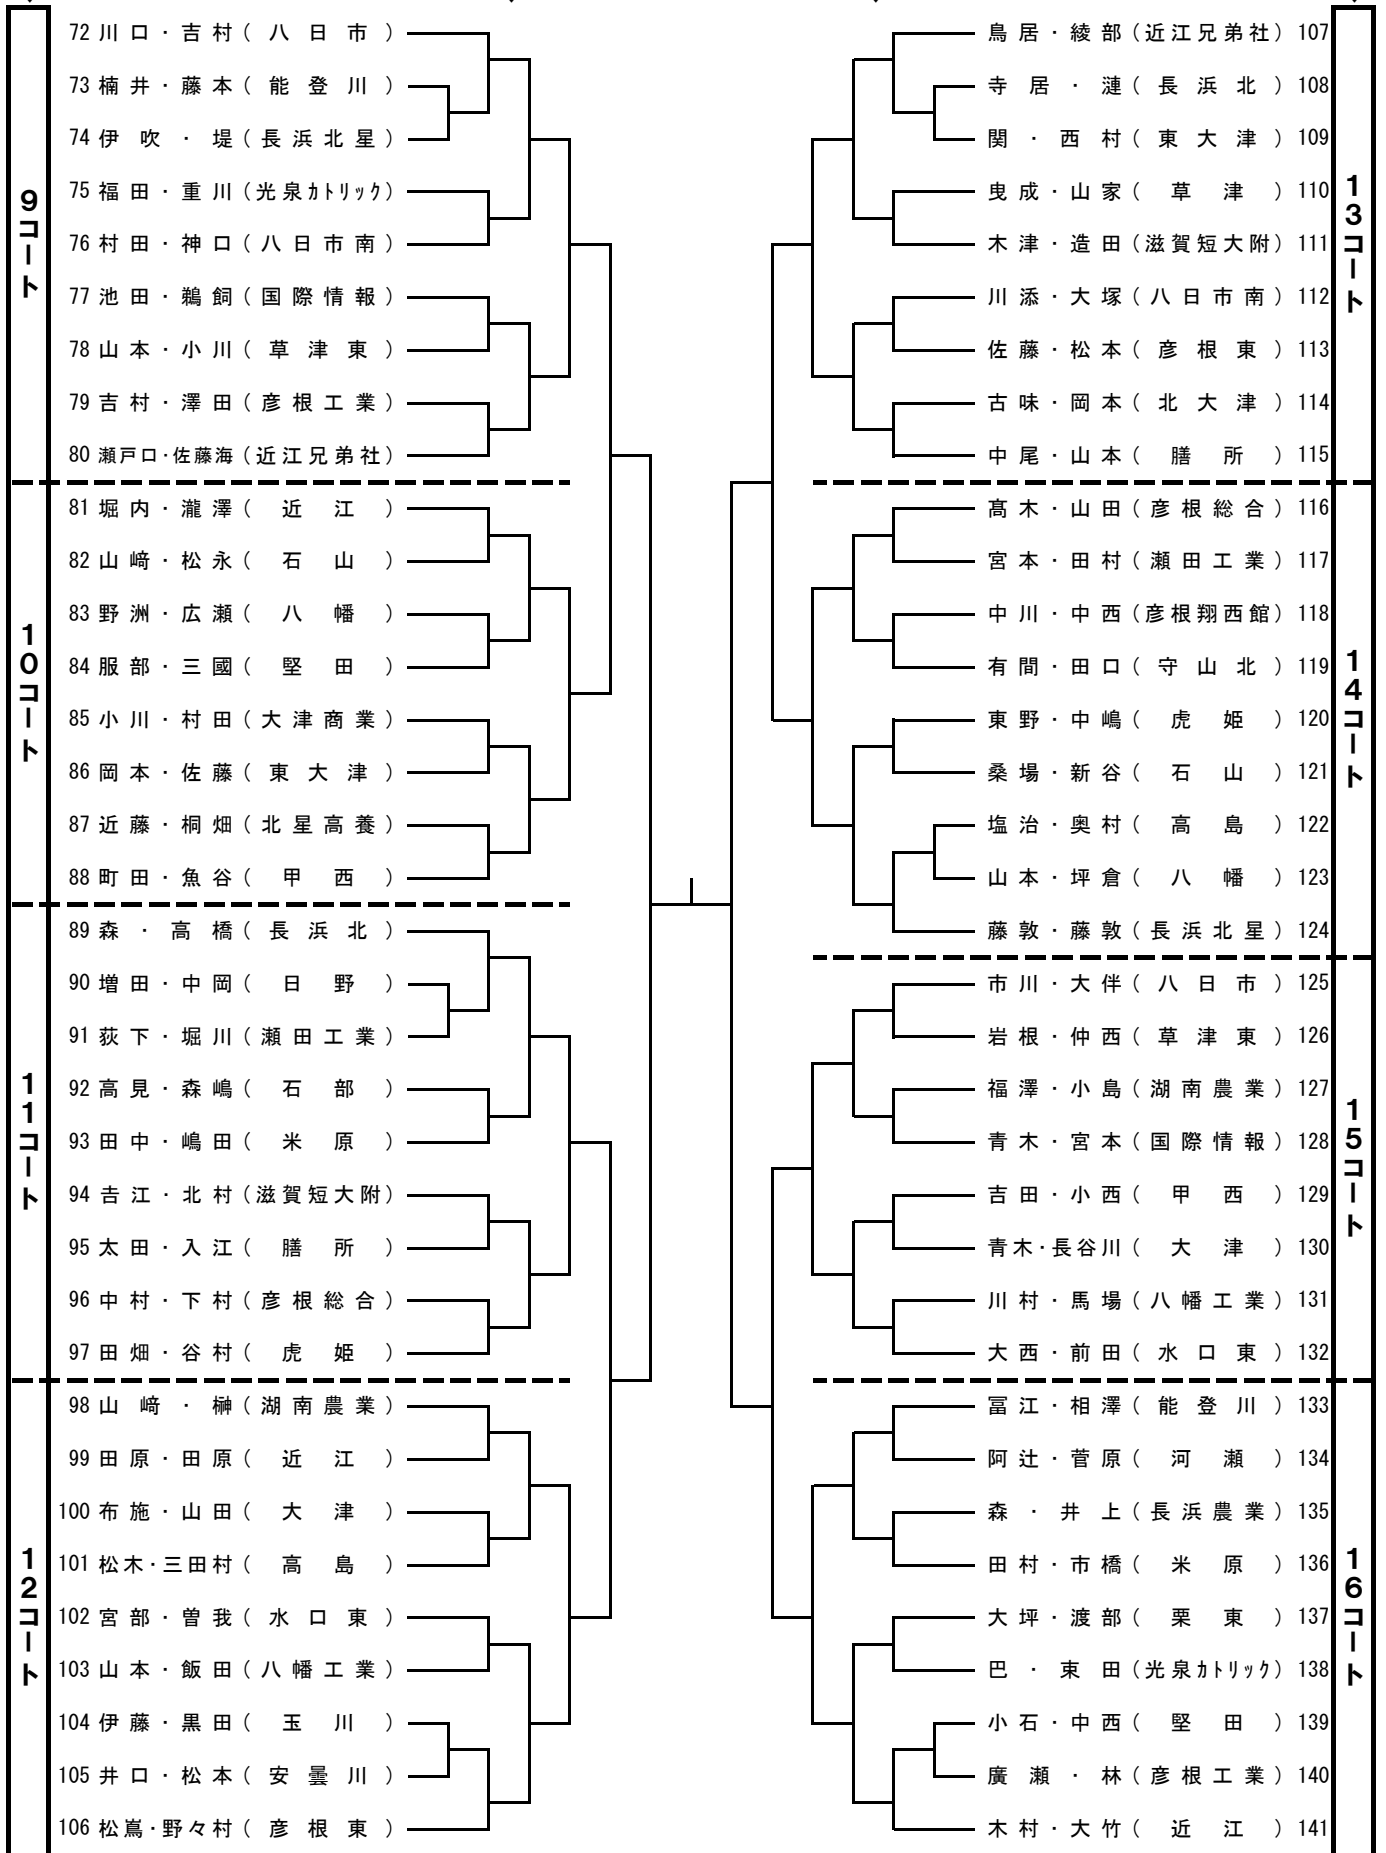 9コート
72 川口・吉村(八日市)
73 楠井・藤本(能登川)
74 伊吹・堤(長浜北星)
75 福田・重川(光泉カトリック)
76 村田・神口(八日市南)
77 池田・鵜飼(国際情報)
78 山本・小川(草津東)
79 吉村・澤田(彦根工業)
80 瀬戸口・佐藤海(近江兄弟社)
10コート
81 堀内・瀧澤(近江)
82 山﨑・松永(石山)
83 野洲・広瀬(八幡)
84 服部・三國(堅田)
85 小川・村田(大津商業)
86 岡本・佐藤(東大津)
87 近藤・桐畑(北星高養)
88 町田・魚谷(甲西)
11コート
89 森・高橋(長浜北)
90 増田・中岡(日野)
91 荻下・堀川(瀬田工業)
92 高見・森嶋(石部)
93 田中・嶋田(米原)
94 吉江・北村(滋賀短大附)
95 太田・入江(膳所)
96 中村・下村(彦根総合)
97 田畑・谷村(虎姫)
12コート
98 山﨑・榊(湖南農業)
99 田原・田原(近江)
100 布施・山田(大津)
101 松木・三田村(高島)
102 宮部・曽我(水口東)
103 山本・飯田(八幡工業)
104 伊藤・黒田(玉川)
105 井口・松本(安曇川)
106 松嶌・野々村(彦根東)
13コート
鳥居・綾部(近江兄弟社) 107
寺居・漣(長浜北) 108
関・西村(東大津) 109
曳成・山家(草津) 110
木津・造田(滋賀短大附) 111
川添・大塚(八日市南) 112
佐藤・松本(彦根東) 113
古味・岡本(北大津) 114
中尾・山本(膳所) 115
14コート
髙木・山田(彦根総合) 116
宮本・田村(瀬田工業) 117
中川・中西(彦根翔西館) 118
有間・田口(守山北) 119
東野・中嶋(虎姫) 120
桑場・新谷(石山) 121
塩治・奥村(高島) 122
山本・坪倉(八幡) 123
藤敦・藤敦(長浜北星) 124
15コート
市川・大伴(八日市) 125
岩根・仲西(草津東) 126
福澤・小島(湖南農業) 127
青木・宮本(国際情報) 128
吉田・小西(甲西) 129
青木・長谷川(大津) 130
川村・馬場(八幡工業) 131
大西・前田(水口東) 132
16コート
冨江・相澤(能登川) 133
阿辻・菅原(河瀬) 134
森・井上(長浜農業) 135
田村・市橋(米原) 136
大坪・渡部(栗東) 137
巴・東田(光泉カトリック) 138
小石・中西(堅田) 139
廣瀬・林(彦根工業) 140
木村・大竹(近江) 141